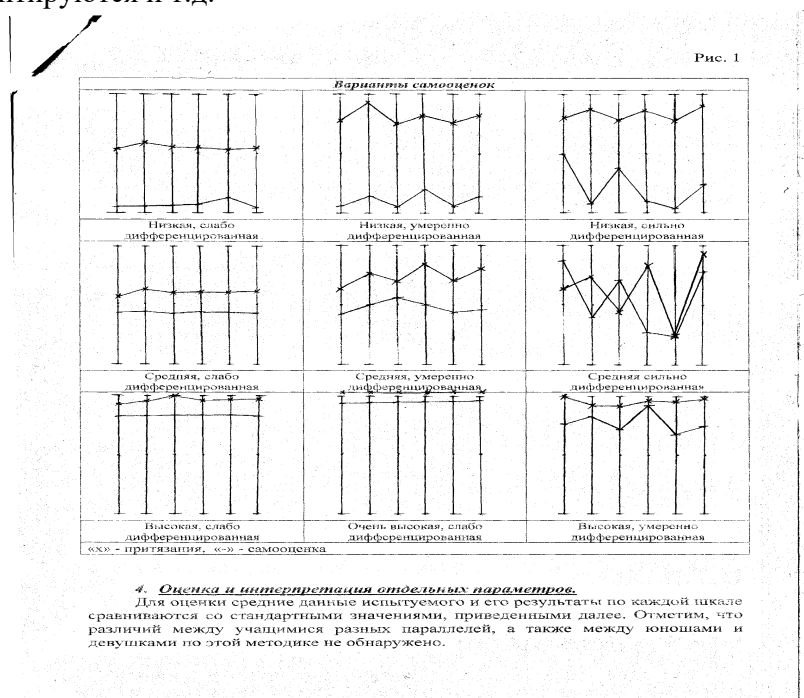 тируются и т.д.
Рис. 1
Варианты самооценок
Низкая, слабо
дифференцированная
Низкая, умеренно
дифференцированная
Низкая, сильно
дифференцированная
Средняя, слабо
дифференцированная
Средняя, умеренно
дифференцированная
Средняя сильно
дифференцированная
Высокая, слабо
дифференцированная
Очень высокая, слабо
дифференцированная
Высокая, умеренно
дифференцированная
«х» - притязания, «-» - самооценка
4. Оценка и интерпретация отдельных параметров.
Для оценки средние данные испытуемого и его результаты по каждой шкале
сравниваются со стандартными значениями, приведенными далее. Отметим, что
различий между учащимися разных параллелей, а также между юношами и
девушками по этой методике не обнаружено.